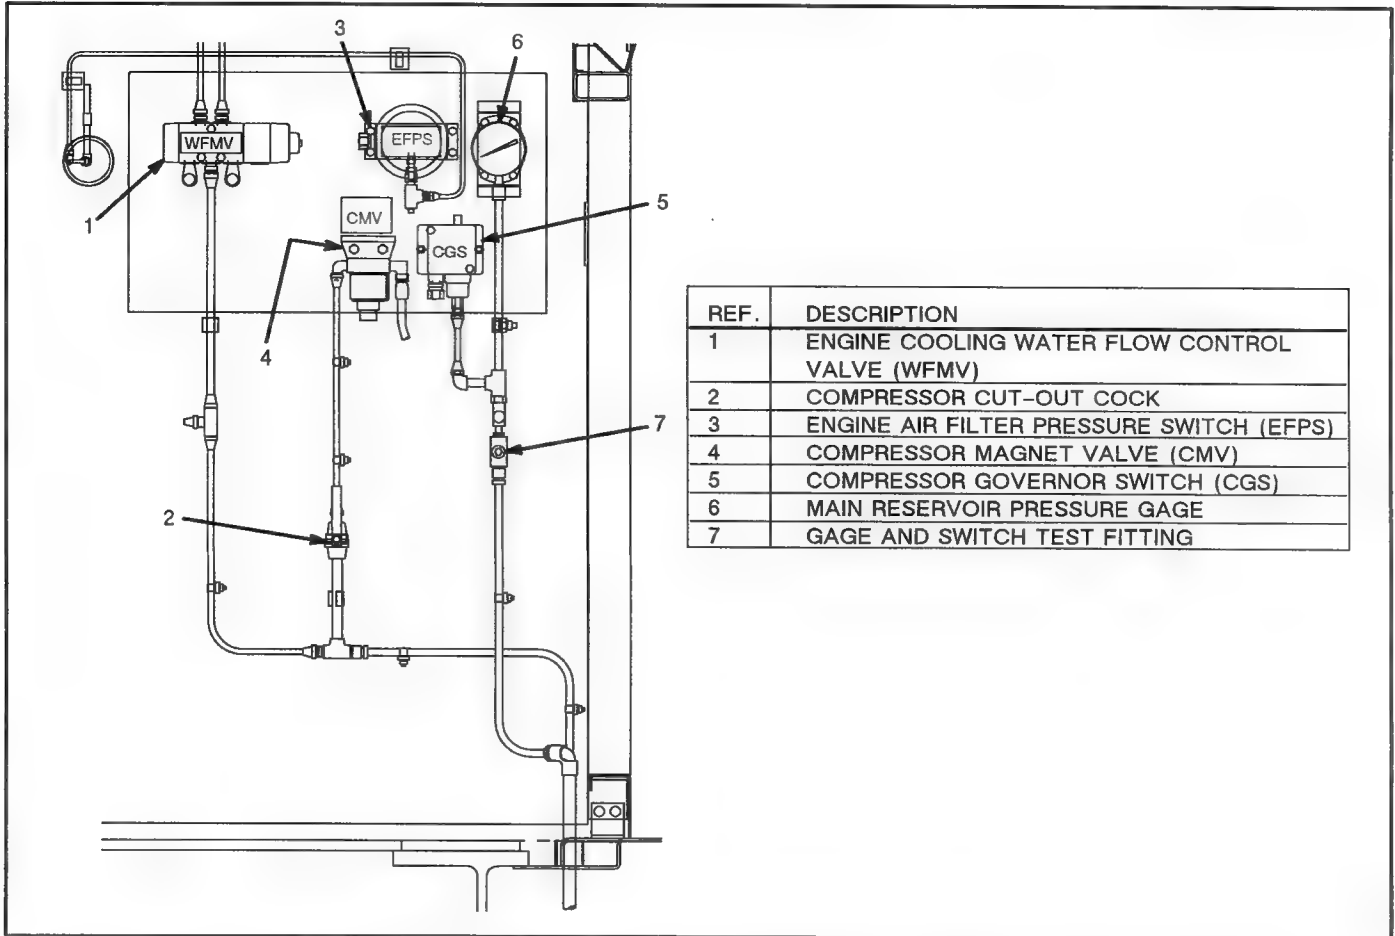 3
6
WFMV
EFPS
1
CMV
5
CGS
4
7
2
REF. DESCRIPTION
1 ENGINE COOLING WATER FLOW CONTROL
VALVE (WFMV)
2 COMPRESSOR CUT-OUT COCK
3 ENGINE AIR FILTER PRESSURE SWITCH (EFPS)
4 COMPRESSOR MAGNET VALVE (CMV)
5 COMPRESSOR GOVERNOR SWITCH (CGS)
6 MAIN RESERVOIR PRESSURE GAGE
7 GAGE AND SWITCH TEST FITTING